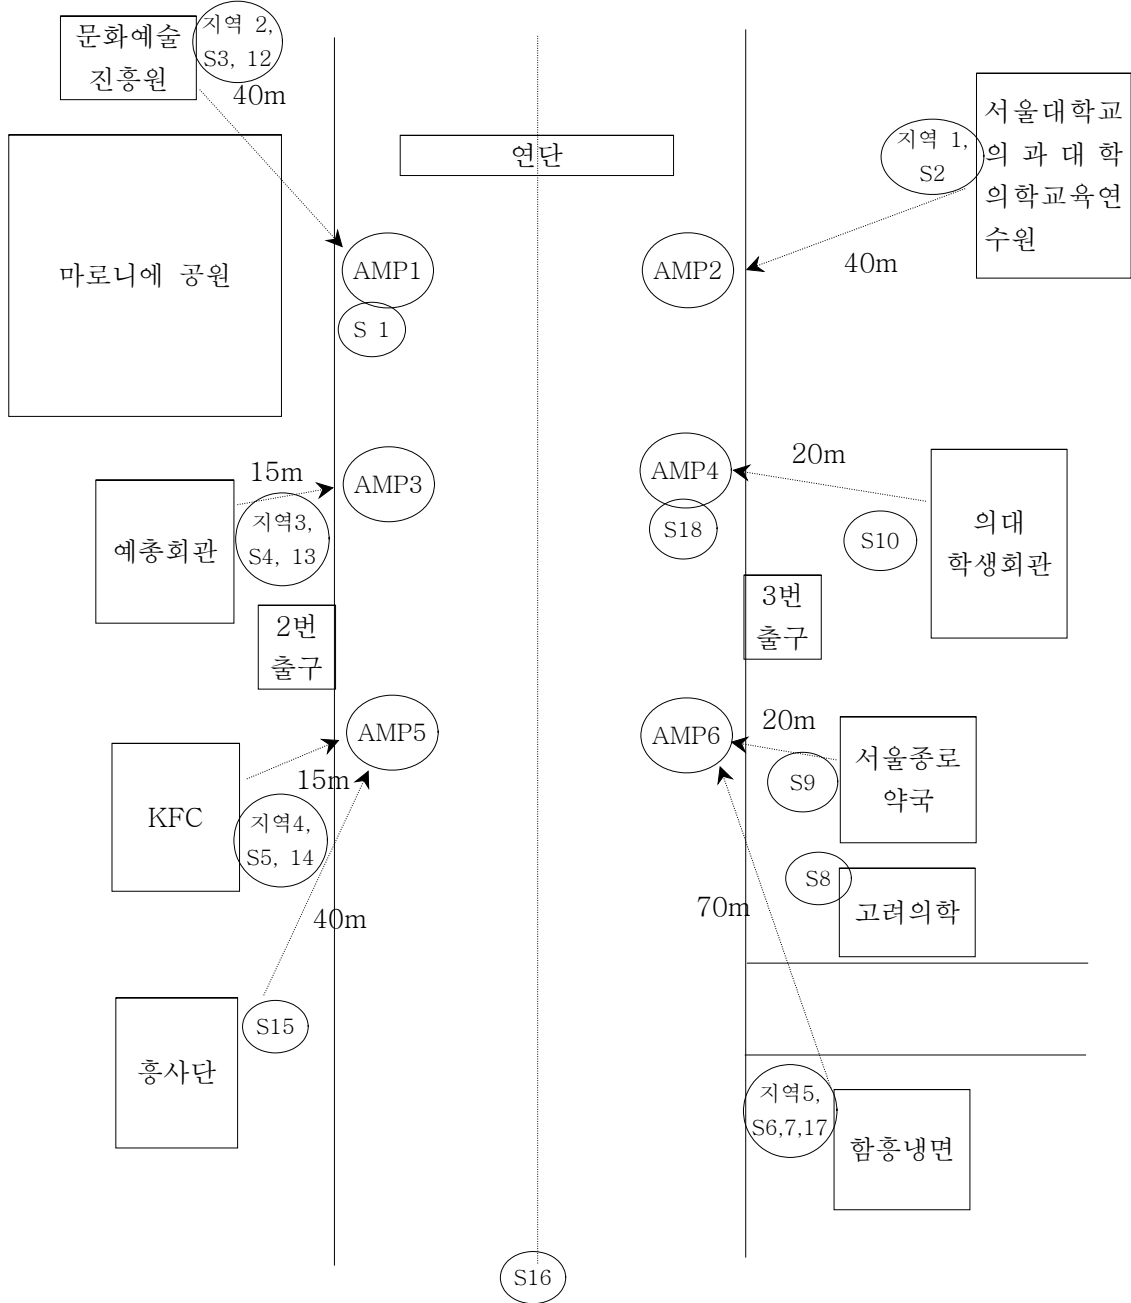 문화예술
진흥원
지역 2,
S3, 12
40m
연단
서울대학교
의 과 대 학
의학교육연
수원
지역 1,
S2
40m
마로니에 공원
AMP1
S 1
AMP2
15m
AMP3
예총회관
지역3,
S4, 13
AMP4
S18
20m
S10
의대
학생회관
2번
출구
3번
출구
AMP5
15m
KFC
지역4,
S5, 14
40m
AMP6
20m
S9
서울종로
약국
S8
고려의학
70m
S15
흥사단
지역5,
S6,7,17
함흥냉면
S16